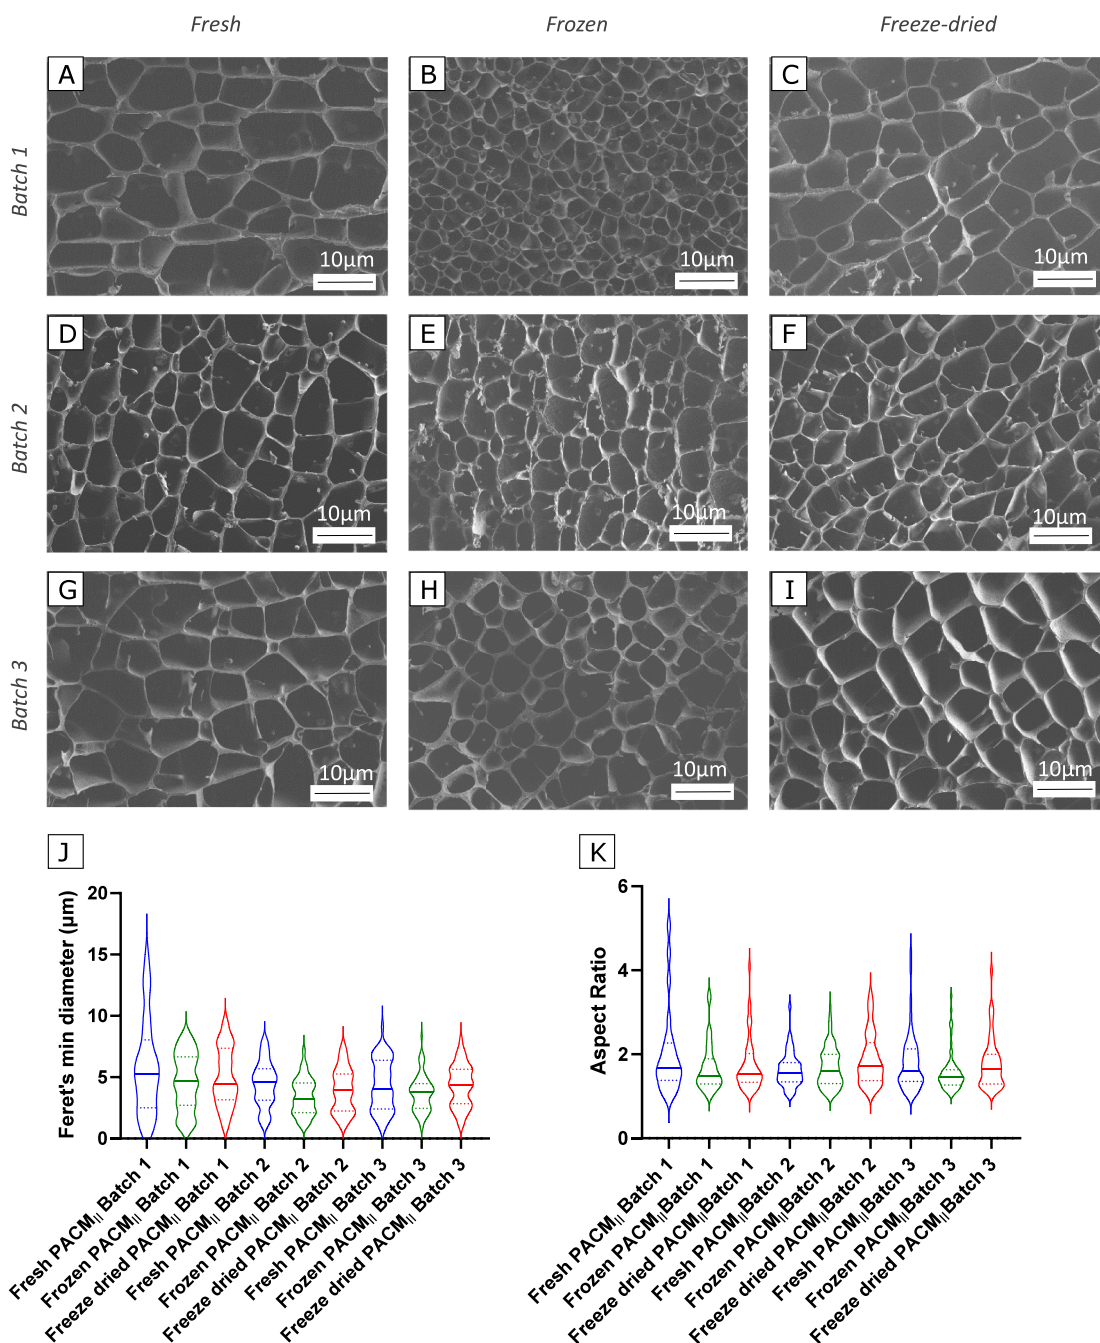 Fresh Frozen Freeze-dried
Batch 1
A B C
10µm 10µm 10µm
Batch 2
D E F
10µm 10µm 10µm
Batch 3
G H I
10µm 10µm 10µm
J K
Feret's min diameter (µm)
20
15
10
5
0
Fresh PACM|| Batch 1
Frozen PACM|| Batch 1
Freeze dried PACM|| Batch 1
Fresh PACM|| Batch 2
Frozen PACM|| Batch 2
Freeze dried PACM|| Batch 2
Fresh PACM|| Batch 3
Frozen PACM|| Batch 3
Freeze dried PACM|| Batch 3
Aspect Ratio
6
4
2
0
Fresh PACM|| Batch 1
Frozen PACM|| Batch 1
Freeze dried PACM|| Batch 1
Fresh PACM|| Batch 2
Frozen PACM|| Batch 2
Freeze dried PACM|| Batch 2
Fresh PACM|| Batch 3
Frozen PACM|| Batch 3
Freeze dried PACM|| Batch 3